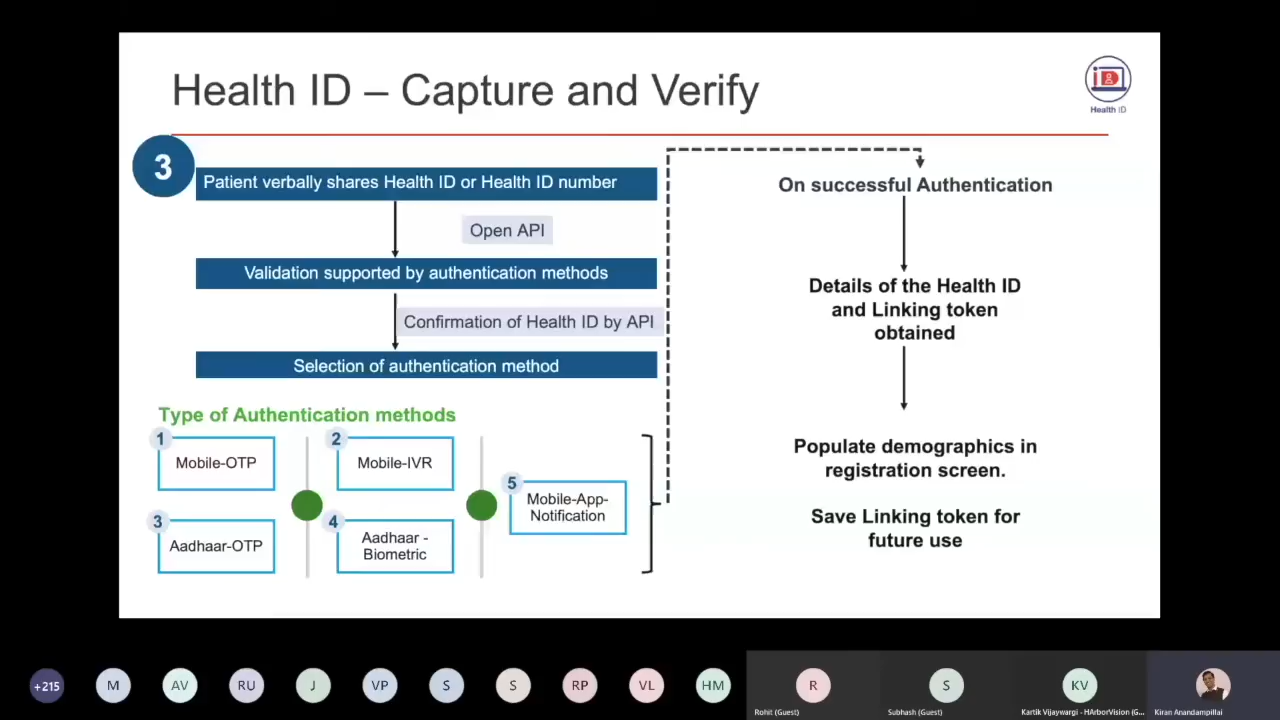 Health ID – Capture and Verify
Health ID
3
Patient verbally shares Health ID or Health ID number
Open API
Validation supported by authentication methods
Confirmation of Health ID by API
Selection of authentication method
Type of Authentication methods
1
Mobile-OTP
2
Mobile-IVR
3
Aadhaar-OTP
4
Aadhaar -
Biometric
5
Mobile-App-
Notification
On successful Authentication
Details of the Health ID
and Linking token
obtained
Populate demographics in
registration screen.
Save Linking token for
future use
+215
M
AV
RU
J
VP
S
S
RP
VL
HM
R
Rohit (Guest)
S
Subhash (Guest)
KV
Kartik Vijaywargi - HArborVision (G...
Kiran Anandampillai